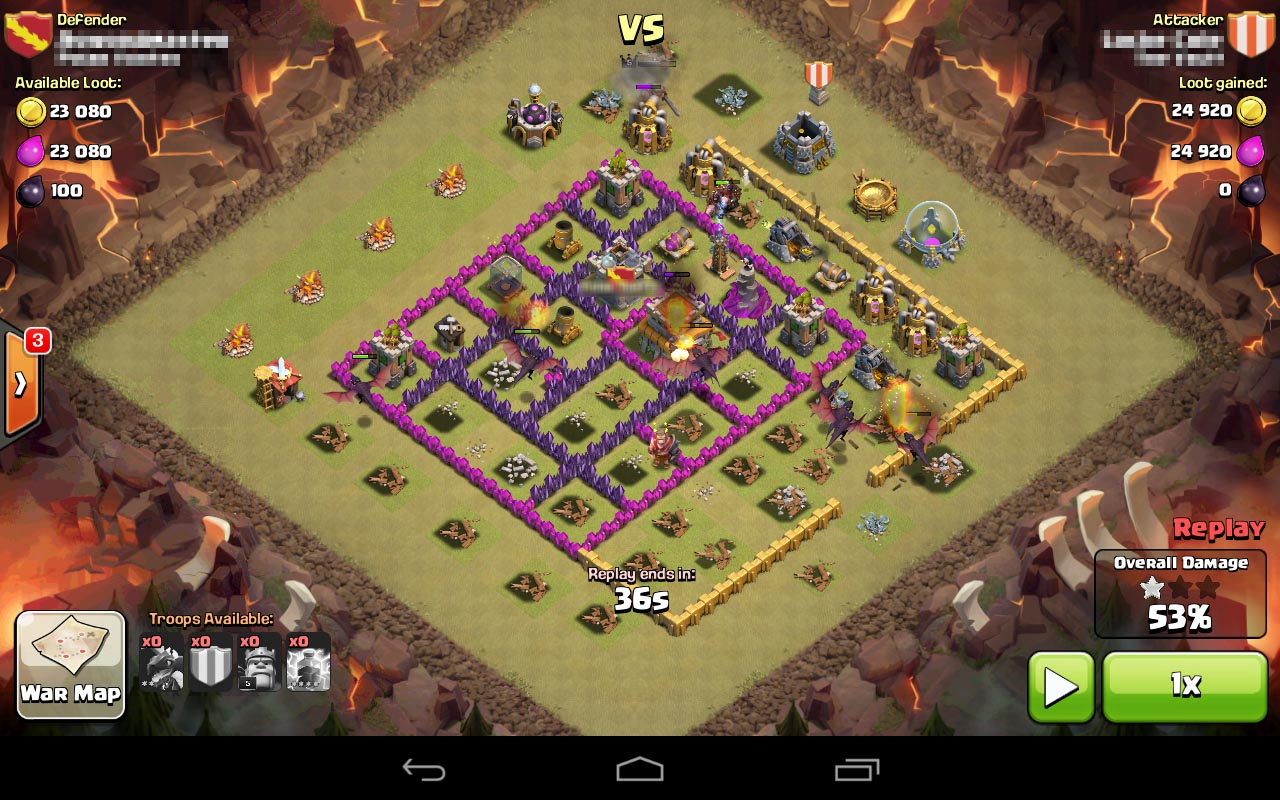 Defender
VS
Attacker
Available Loot:
Loot gained:
23 080
24 920
23 080
24 920
100
0
3
Replay
Overall Damage
53%
Replay ends in:
36s
Troops Available:
x0 x0 x0 x0
5
War Map
1x